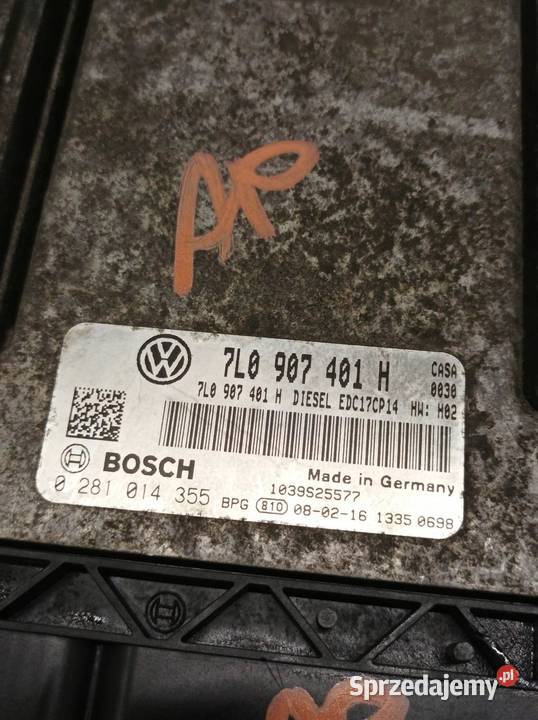 AP
7L0 907 401 H
CASA
0030
7L0 907 401 H DIESEL EDC17CP14 HW: H02
BOSCH
Made in Germany
1039S25577
0 281 014 355 BPG 810 08-02-16 1335 0698
AP
Sprzedajemy.pl